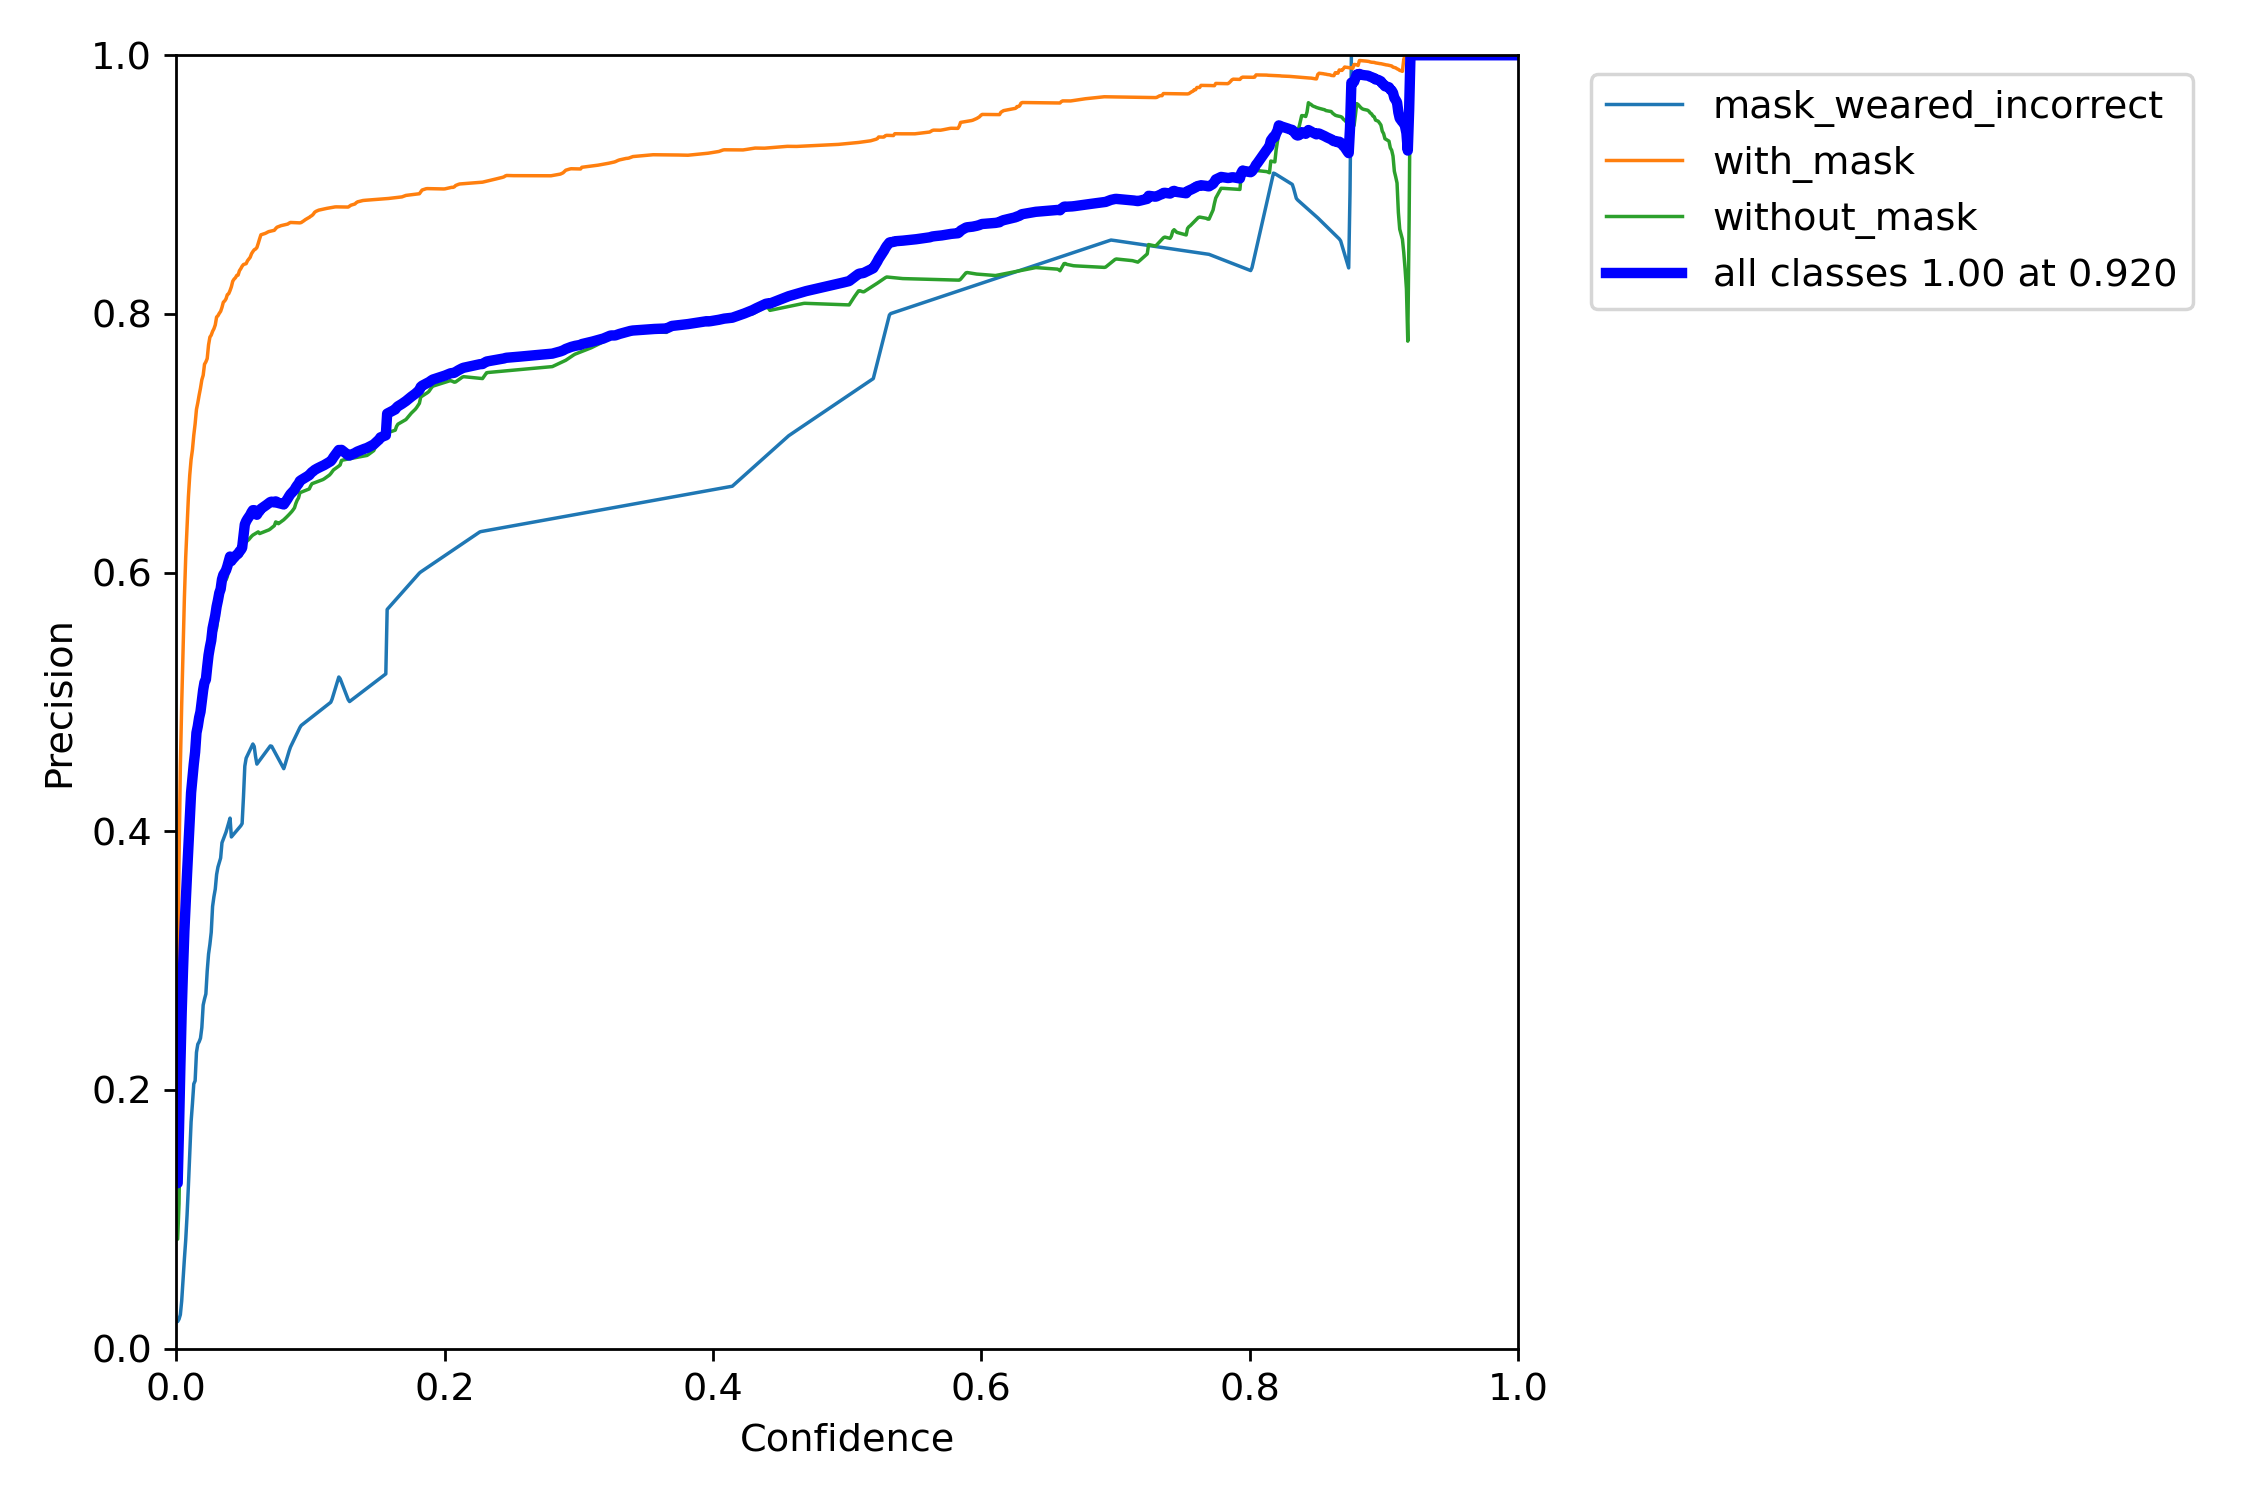 1.0
0.8
0.6
0.4
0.2
0.0
Precision
0.0 0.2 0.4 0.6 0.8 1.0
Confidence
mask_weared_incorrect
with_mask
without_mask
all classes 1.00 at 0.920